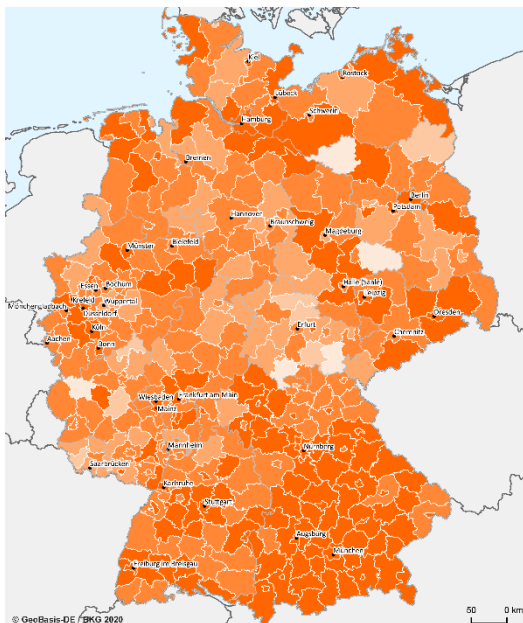 Kiel
Rostock
Lübeck
Schwerin
Hamburg
Bremen
Berlin
Potsdam
Hannover
Braunschweig
Magdeburg
Bielefeld
Münster
Halle (Saale)
Leipzig
Essen
Bochum
Krefeld
Wuppertal
Mönchengladbach
Düsseldorf
Dresden
Köln
Erfurt
Chemnitz
Aachen
Bonn
Frankfurt am Main
Wiesbaden
Mainz
Mannheim
Nürnberg
Saarbrücken
Karlsruhe
Stuttgart
Augsburg
München
Freiburg im Breisgau
50 0 km
© GeoBasis-DE / BKG 2020